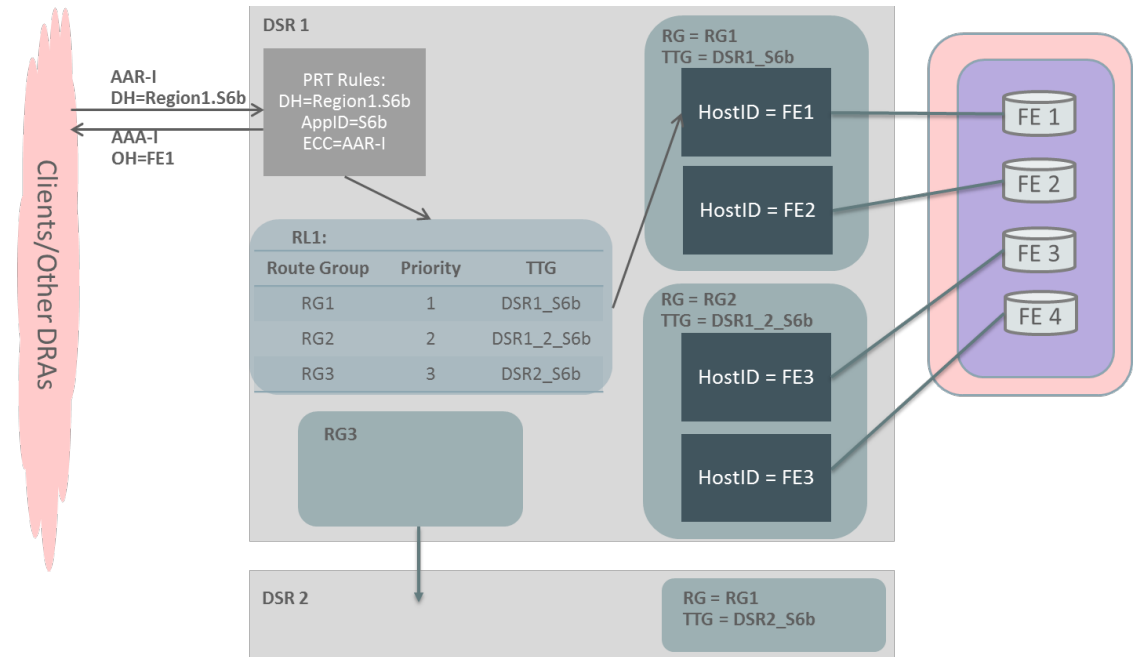 DSR 1
AAR-I
DH=Region1.S6b
AAA-I
OH=FE1
Clients/Other DRAs
PRT Rules:
DH=Region1.S6b
AppID=S6b
ECC=AAR-I
RL1:
Route Group Priority TTG
RG1 1 DSR1_S6b
RG2 2 DSR1_2_S6b
RG3 3 DSR2_S6b
RG3
RG = RG1
TTG = DSR1_S6b
HostID = FE1
HostID = FE2
RG = RG2
TTG = DSR1_2_S6b
HostID = FE3
HostID = FE3
FE 1
FE 2
FE 3
FE 4
DSR 2
RG = RG1
TTG = DSR2_S6b